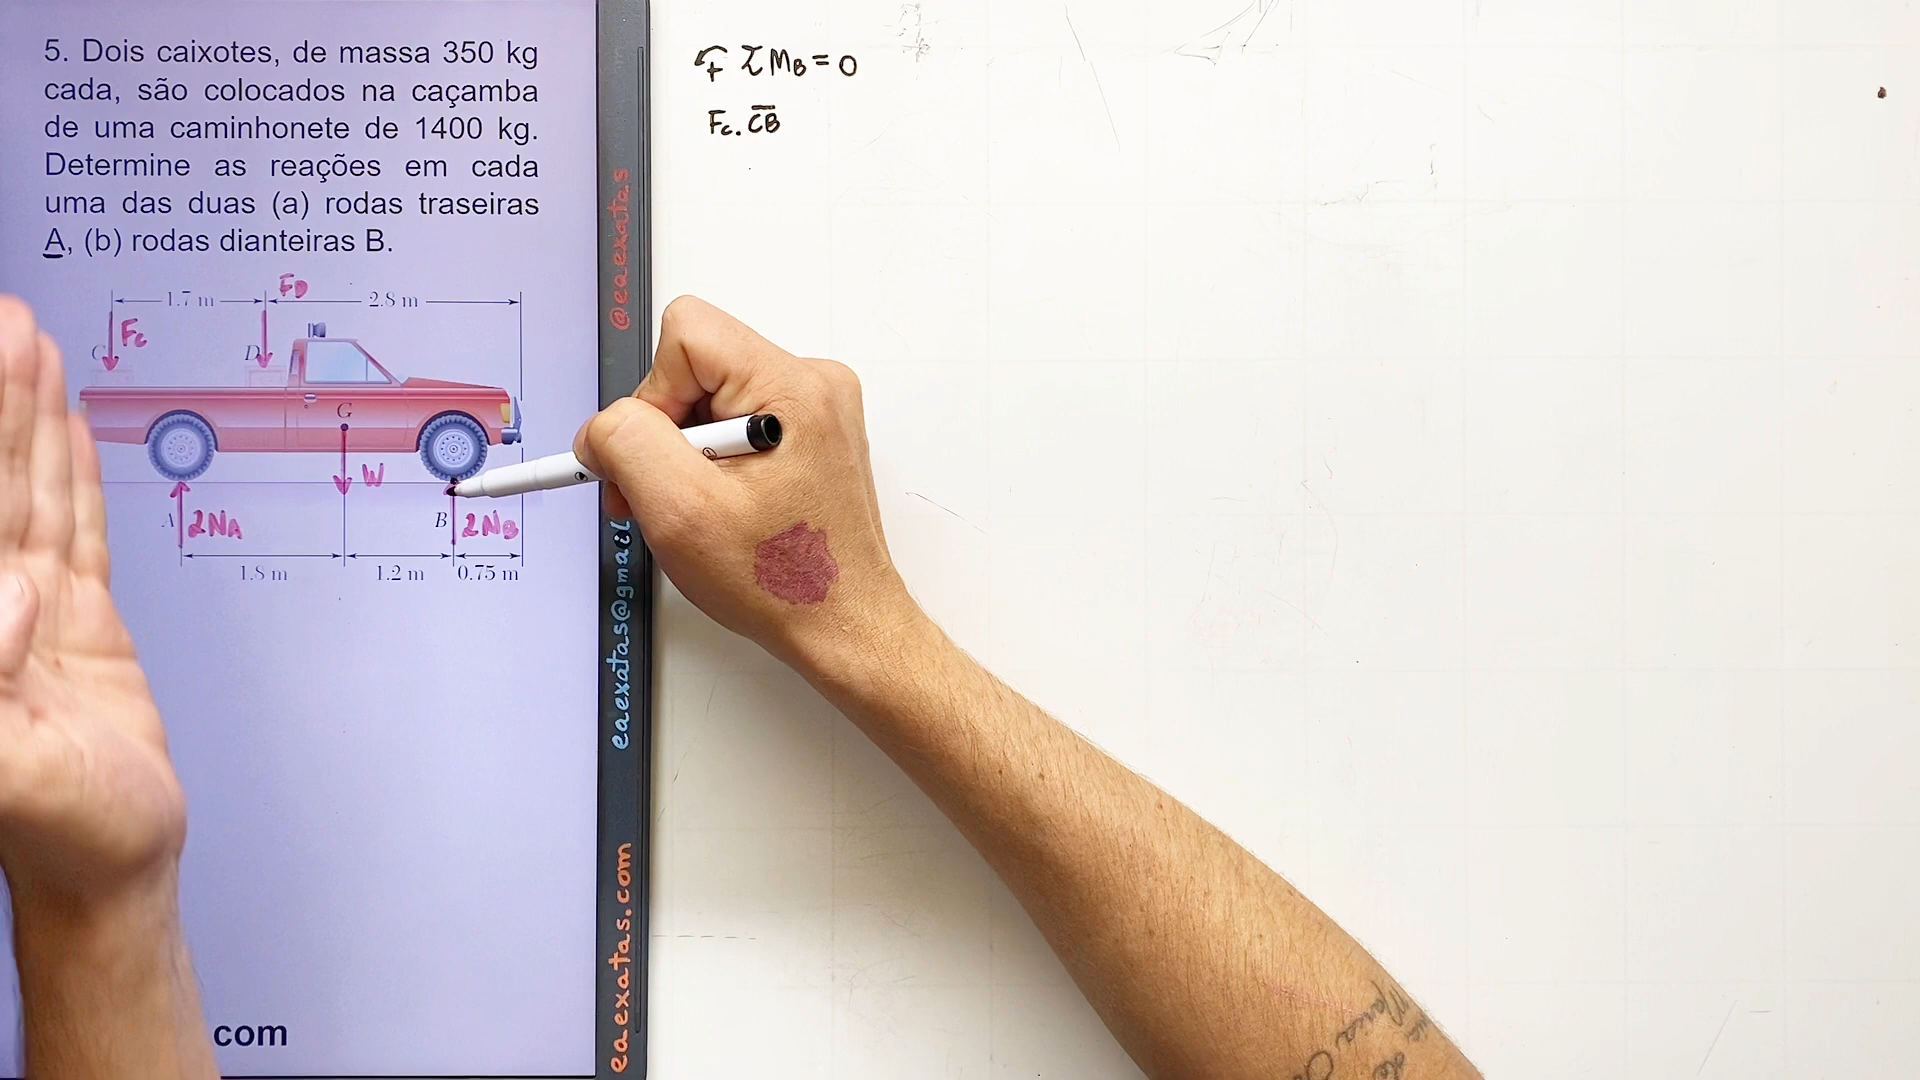 5. Dois caixotes, de massa 350 kg
cada, são colocados na caçamba
de uma caminhonete de 1400 kg.
Determine as reações em cada
uma das duas (a) rodas traseiras
A, (b) rodas dianteiras B.
FD
1.7 m
2.8 m
Fc
C
D
G
W
A
2NA
B
2NB
1.8 m
1.2 m
0.75 m
com
@eaexatas
eaexatas@gmail
eaexatas.com
+ ΣMB = 0
Fc. CB